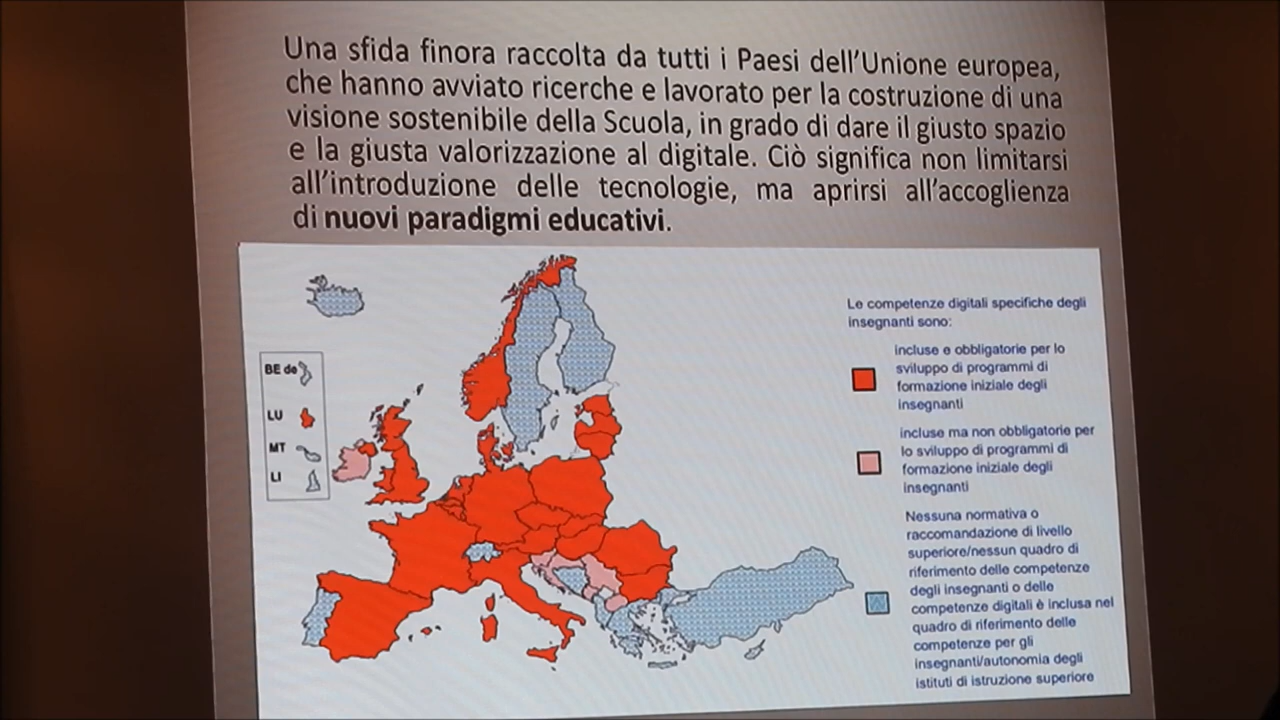 Una sfida finora raccolta da tutti i Paesi dell'Unione europea,
che hanno avviato ricerche e lavorato per la costruzione di una
visione sostenibile della Scuola, in grado di dare il giusto spazio
e la giusta valorizzazione al digitale. Ciò significa non limitarsi
all'introduzione delle tecnologie, ma aprirsi all'accoglienza
di nuovi paradigmi educativi.
BE de
LU
MT
LI
Le competenze digitali specifiche degli
insegnanti sono:
incluse e obbligatorie per lo
sviluppo di programmi di
formazione iniziale degli
insegnanti
incluse ma non obbligatorie per
lo sviluppo di programmi di
formazione iniziale degli
insegnanti
Nessuna normativa o
raccomandazione di livello
superiore/nessun quadro di
riferimento delle competenze
degli insegnanti o delle
competenze digitali è inclusa nel
quadro di riferimento delle
competenze per gli
insegnanti/autonomia degli
istituti di istruzione superiore